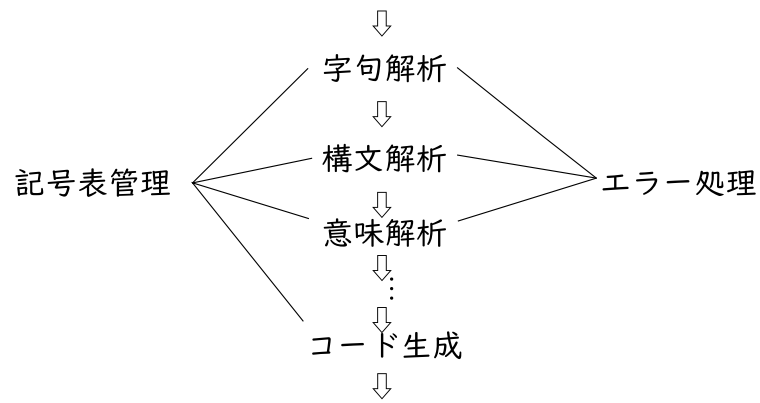 字句解析
構文解析
記号表管理
エラー処理
意味解析
⋮
コード生成